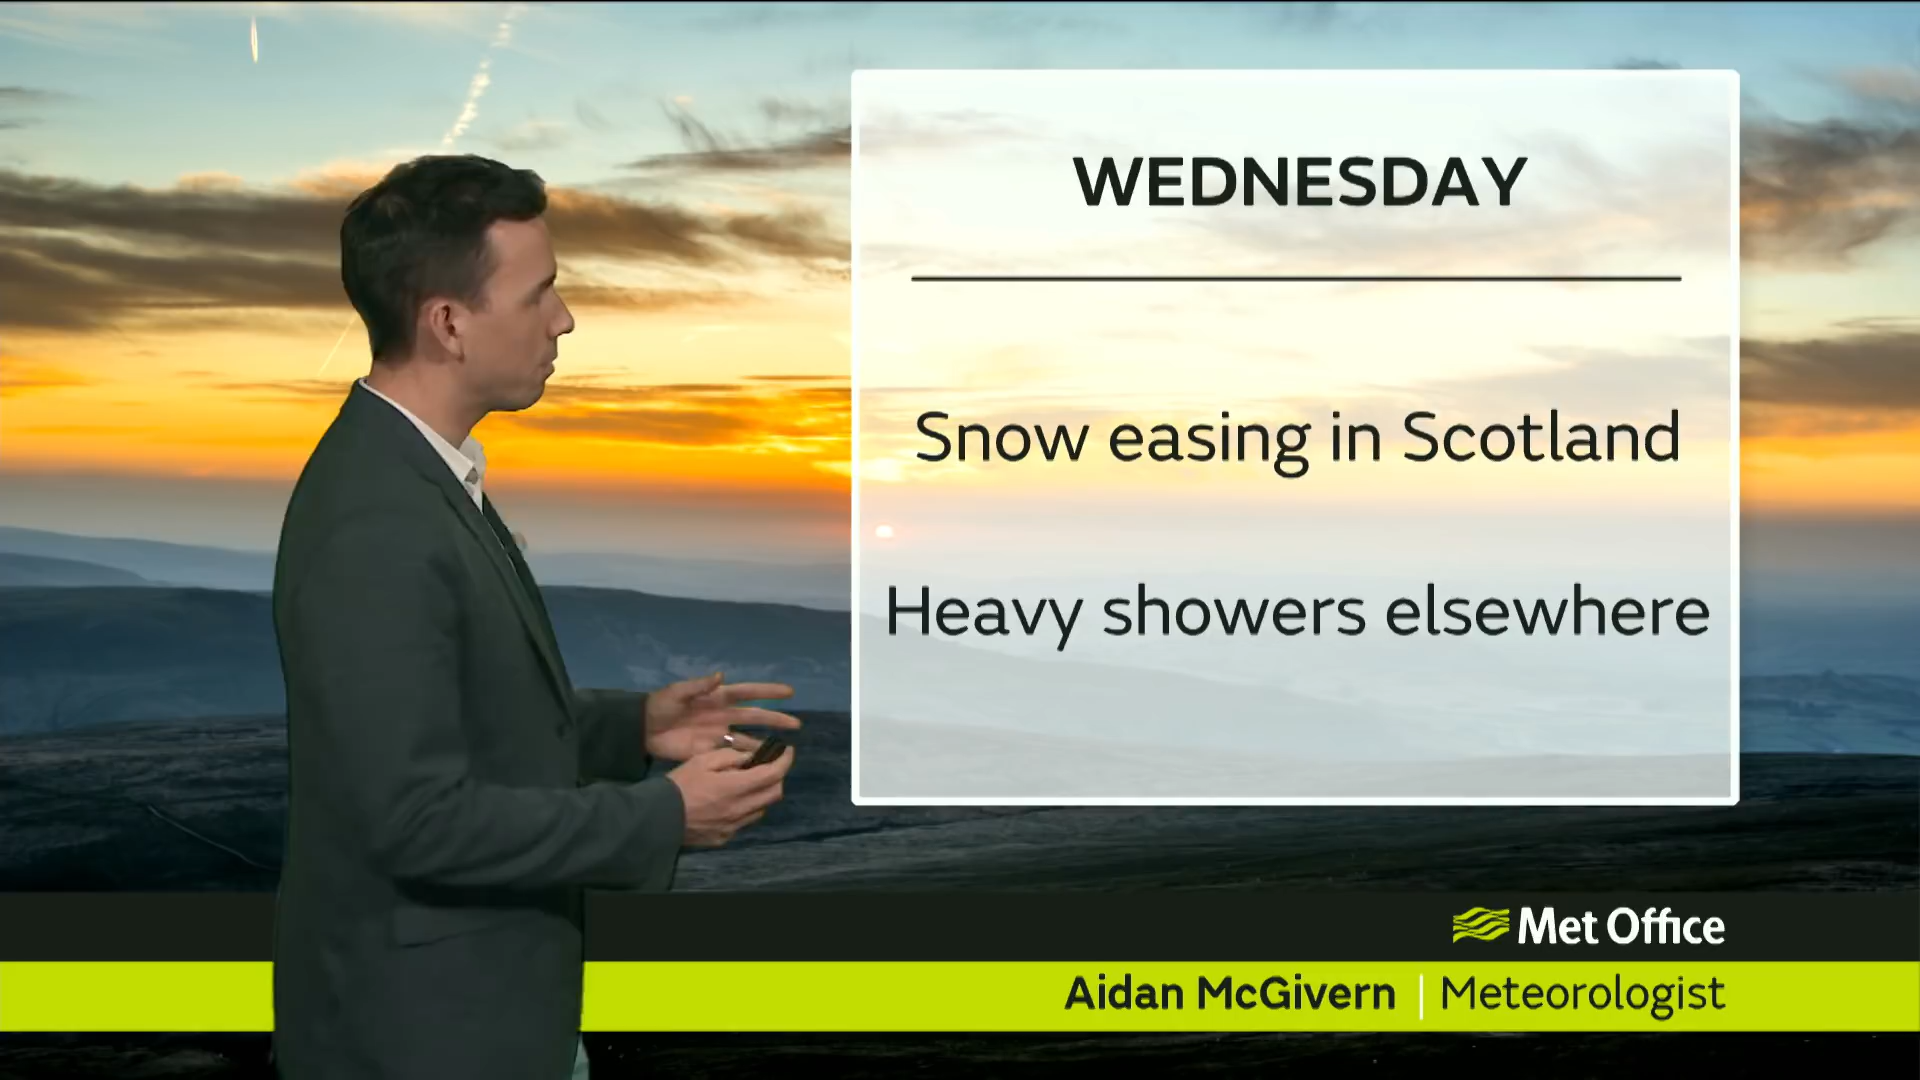 WEDNESDAY
Snow easing in Scotland
Heavy showers elsewhere
Met Office
Aidan McGivern | Meteorologist